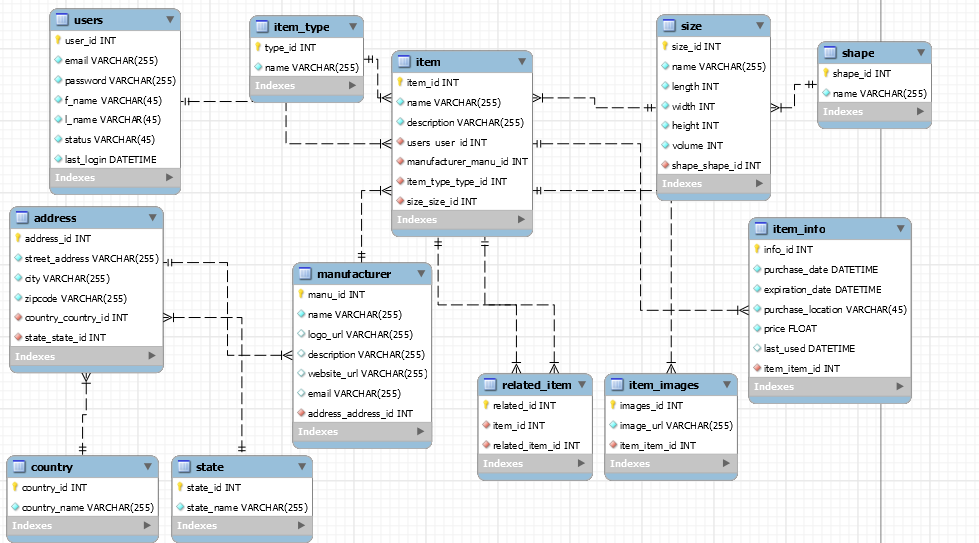 users
user_id INT
email VARCHAR(255)
password VARCHAR(255)
f_name VARCHAR(45)
l_name VARCHAR(45)
status VARCHAR(45)
last_login DATETIME
Indexes
item_type
type_id INT
name VARCHAR(255)
Indexes
item
item_id INT
name VARCHAR(255)
description VARCHAR(255)
users_user_id INT
manufacturer_manu_id INT
item_type_type_id INT
size_size_id INT
Indexes
size
size_id INT
name VARCHAR(255)
length INT
width INT
height INT
volume INT
shape_shape_id INT
Indexes
shape
shape_id INT
name VARCHAR(255)
Indexes
address
address_id INT
street_address VARCHAR(255)
city VARCHAR(255)
zipcode VARCHAR(255)
country_country_id INT
state_state_id INT
Indexes
manufacturer
manu_id INT
name VARCHAR(255)
logo_url VARCHAR(255)
description VARCHAR(255)
website_url VARCHAR(255)
email VARCHAR(255)
address_address_id INT
Indexes
item_info
info_id INT
purchase_date DATETIME
expiration_date DATETIME
purchase_location VARCHAR(45)
price FLOAT
last_used DATETIME
item_item_id INT
Indexes
related_item
related_id INT
item_id INT
related_item_id INT
Indexes
item_images
images_id INT
image_url VARCHAR(255)
item_item_id INT
Indexes
country
country_id INT
country_name VARCHAR(255)
Indexes
state
state_id INT
state_name VARCHAR(255)
Indexes